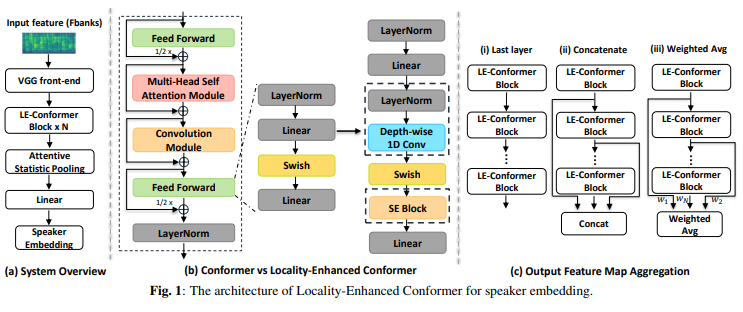 Input feature (Fbanks)
VGG front-end
LE-Conformer
Block x N
Attentive
Statistic Pooling
Linear
Speaker
Embedding
(a) System Overview
Feed Forward
1/2 x
Multi-Head Self
Attention Module
Convolution
Module
Feed Forward
1/2 x
LayerNorm
LayerNorm
Linear
Swish
Linear
LayerNorm
Linear
LayerNorm
Depth-wise
1D Conv
Swish
SE Block
Linear
(b) Conformer vs Locality-Enhanced Conformer
(i) Last layer
LE-Conformer
Block
LE-Conformer
Block
LE-Conformer
Block
(ii) Concatenate
LE-Conformer
Block
LE-Conformer
Block
LE-Conformer
Block
Concat
(iii) Weighted Avg
LE-Conformer
Block
LE-Conformer
Block
LE-Conformer
Block
w1 wN w2
Weighted
Avg
(c) Output Feature Map Aggregation
Fig. 1: The architecture of Locality-Enhanced Conformer for speaker embedding.